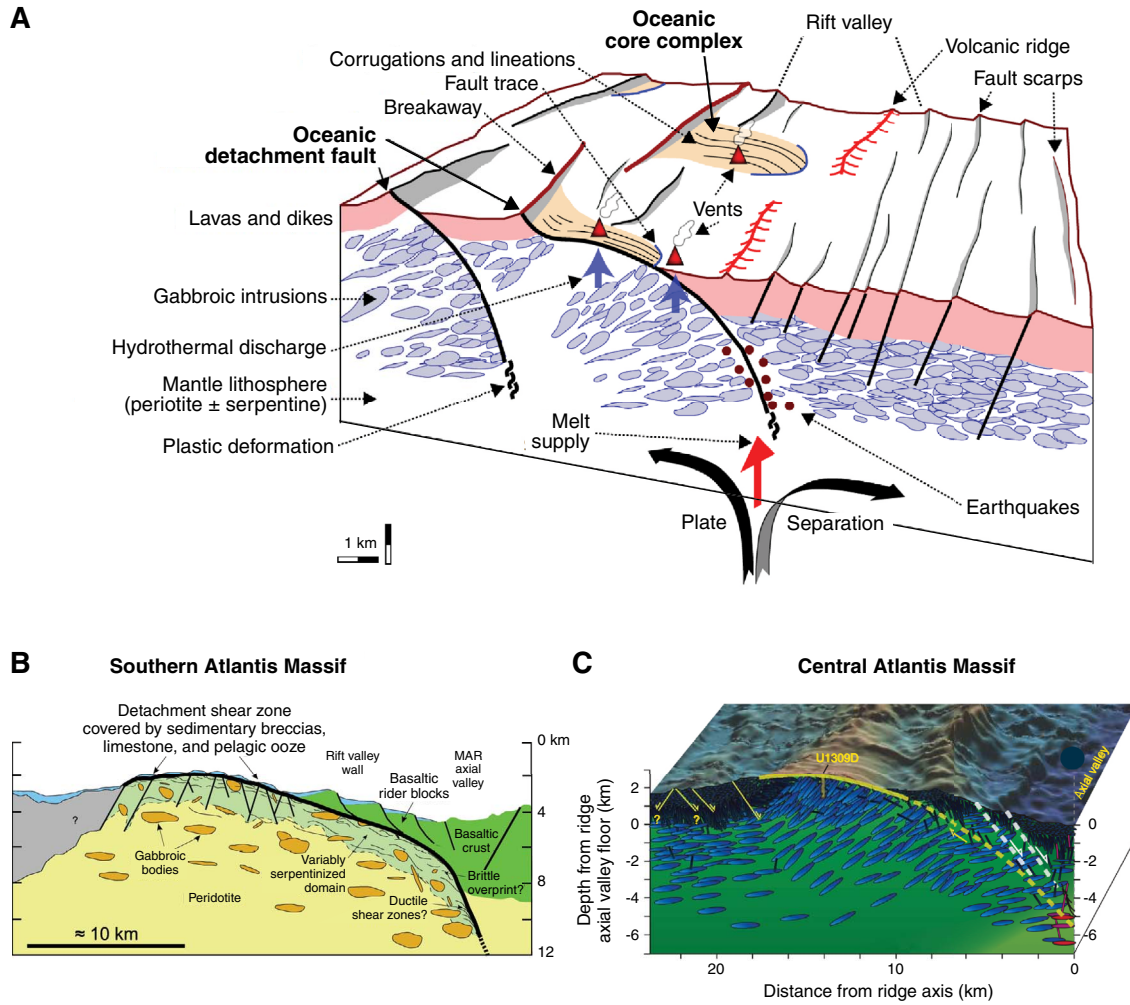 A
Oceanic
core complex
Rift valley
Volcanic ridge
Corrugations and lineations
Fault scarps
Fault trace
Breakaway
Oceanic
detachment fault
Lavas and dikes
Vents
Gabbroic intrusions
Hydrothermal discharge
Mantle lithosphere
(periotite ± serpentine)
Plastic deformation
Melt
supply
Earthquakes
Plate
Separation
1 km
B
Southern Atlantis Massif
Detachment shear zone
covered by sedimentary breccias,
limestone, and pelagic ooze
Rift valley
wall
MAR
axial
valley
Basaltic
rider blocks
0 km
4
8
12
?
Gabbroic
bodies
Variably
serpentinized
domain
Basaltic
crust
Brittle
overprint?
Peridotite
Ductile
shear zones?
≈ 10 km
C
Central Atlantis Massif
U1309D
Axial valley
? ?
Depth from ridge
axial valley floor (km)
2
0
-2
-4
-6
0
-2
-4
-6
20 10 0
Distance from ridge axis (km)